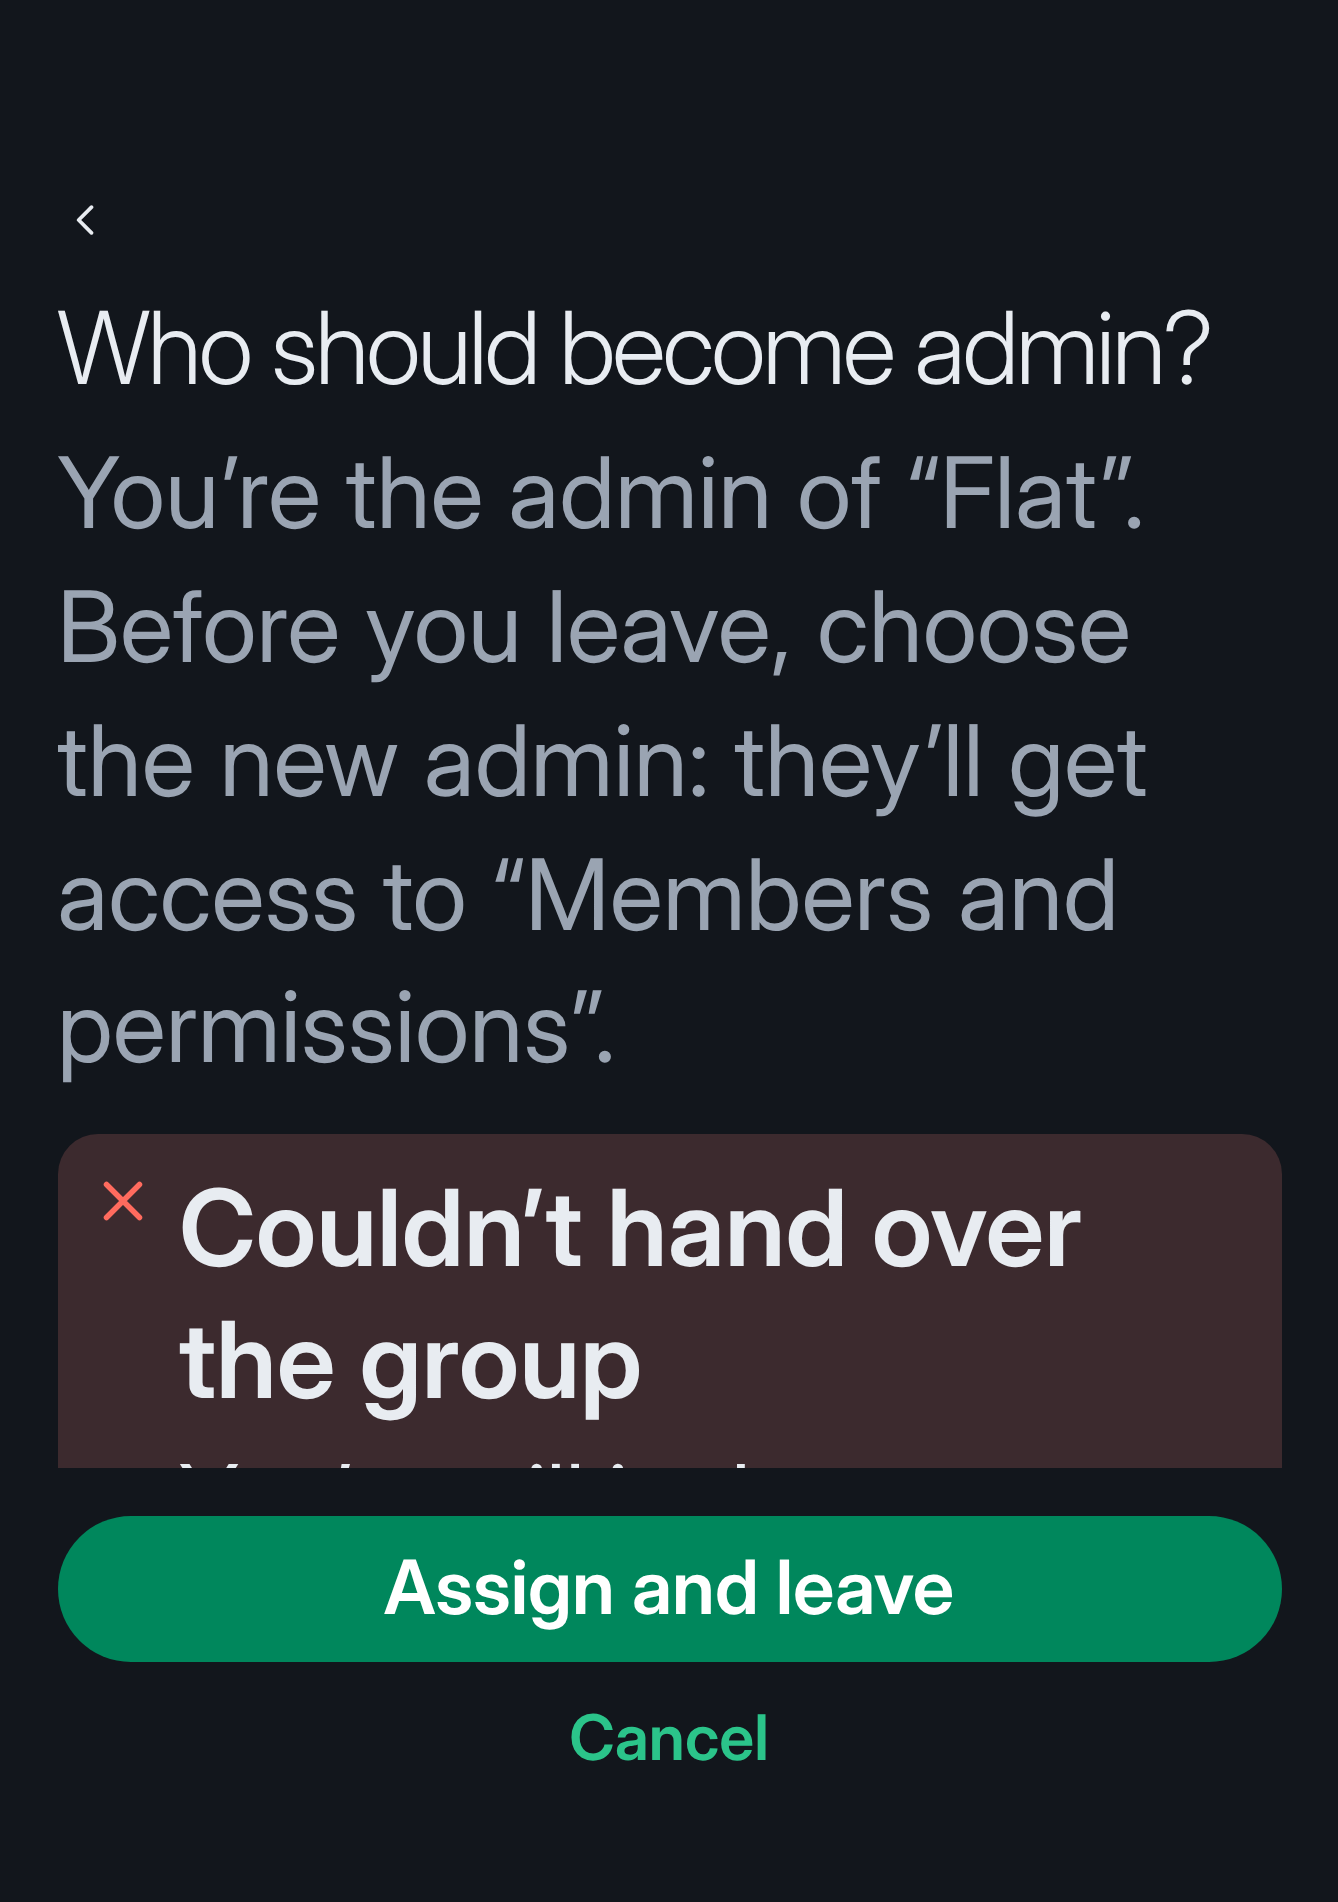 Who should become admin?
You’re the admin of “Flat”.
Before you leave, choose
the new admin: they’ll get
access to “Members and
permissions”.
Couldn’t hand over
the group
Assign and leave
Cancel